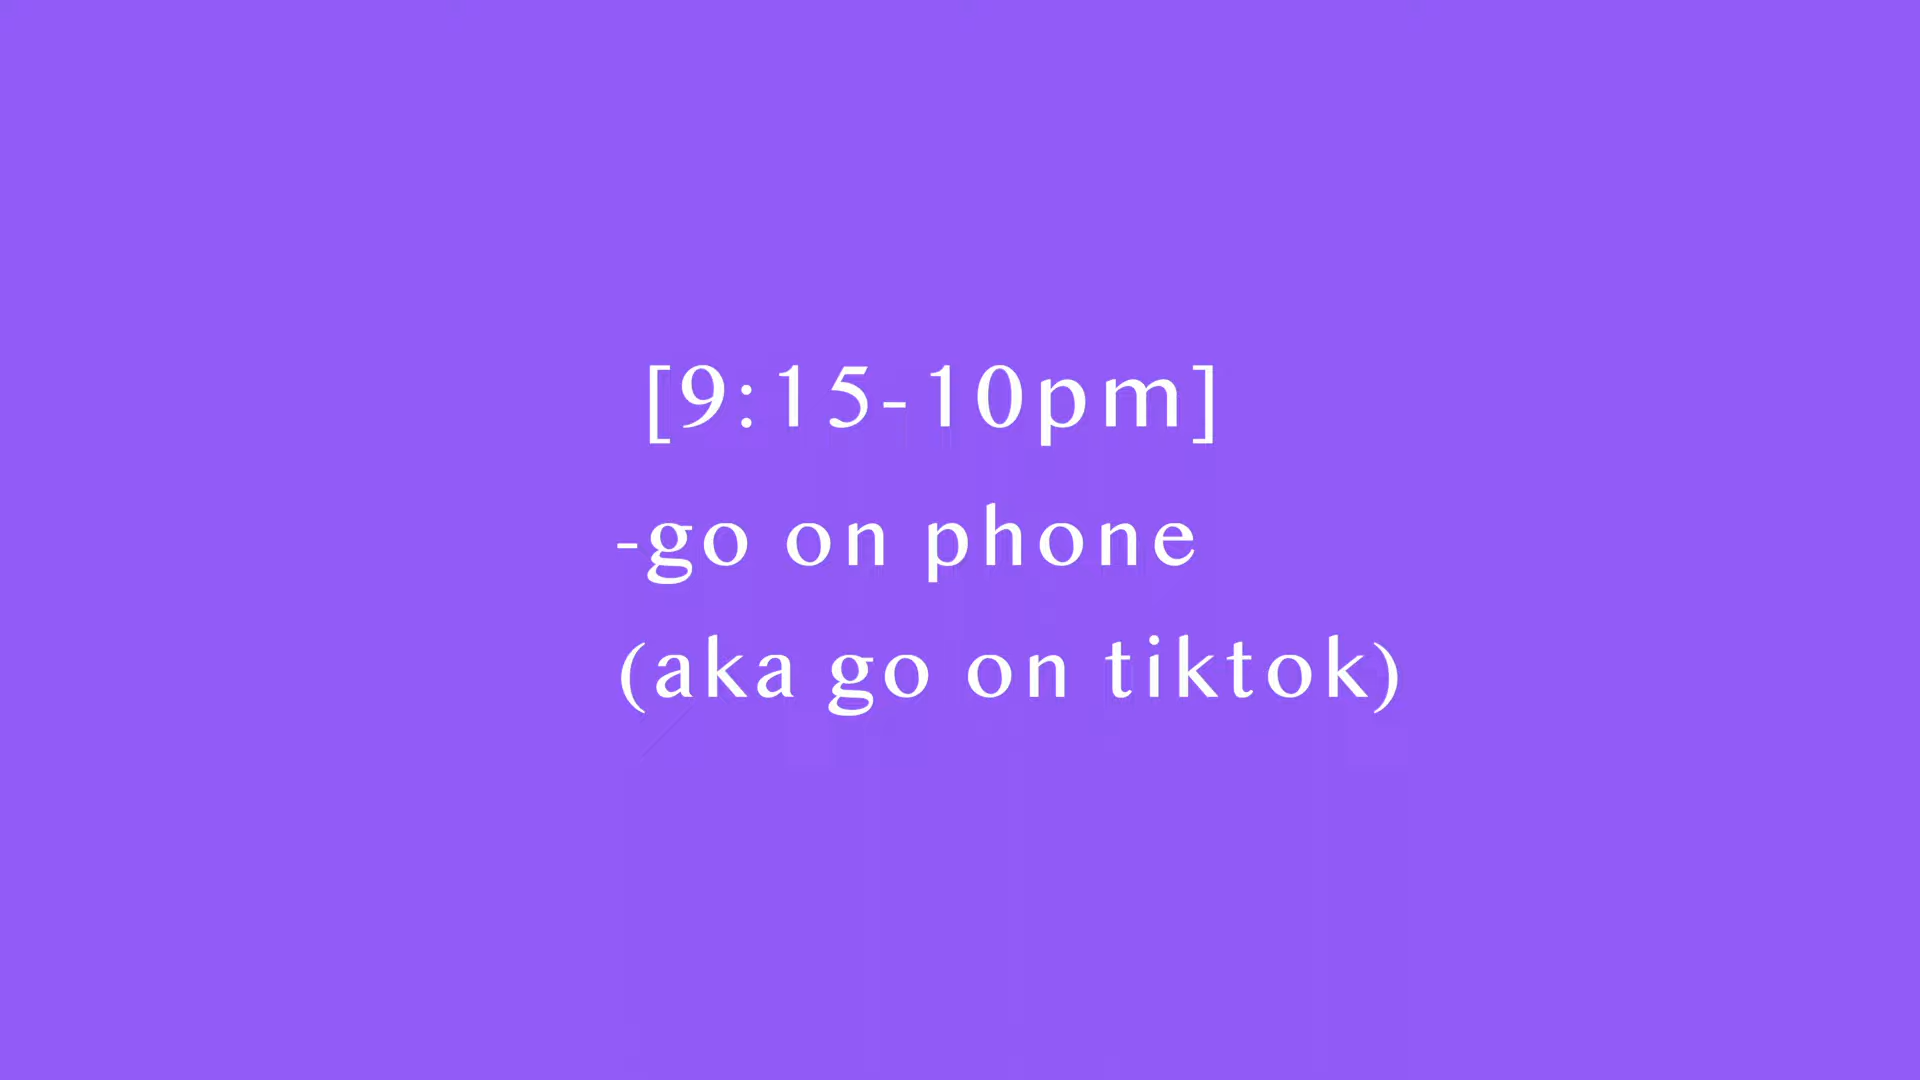 [9:15-10pm]
-go on phone
(aka go on tiktok)